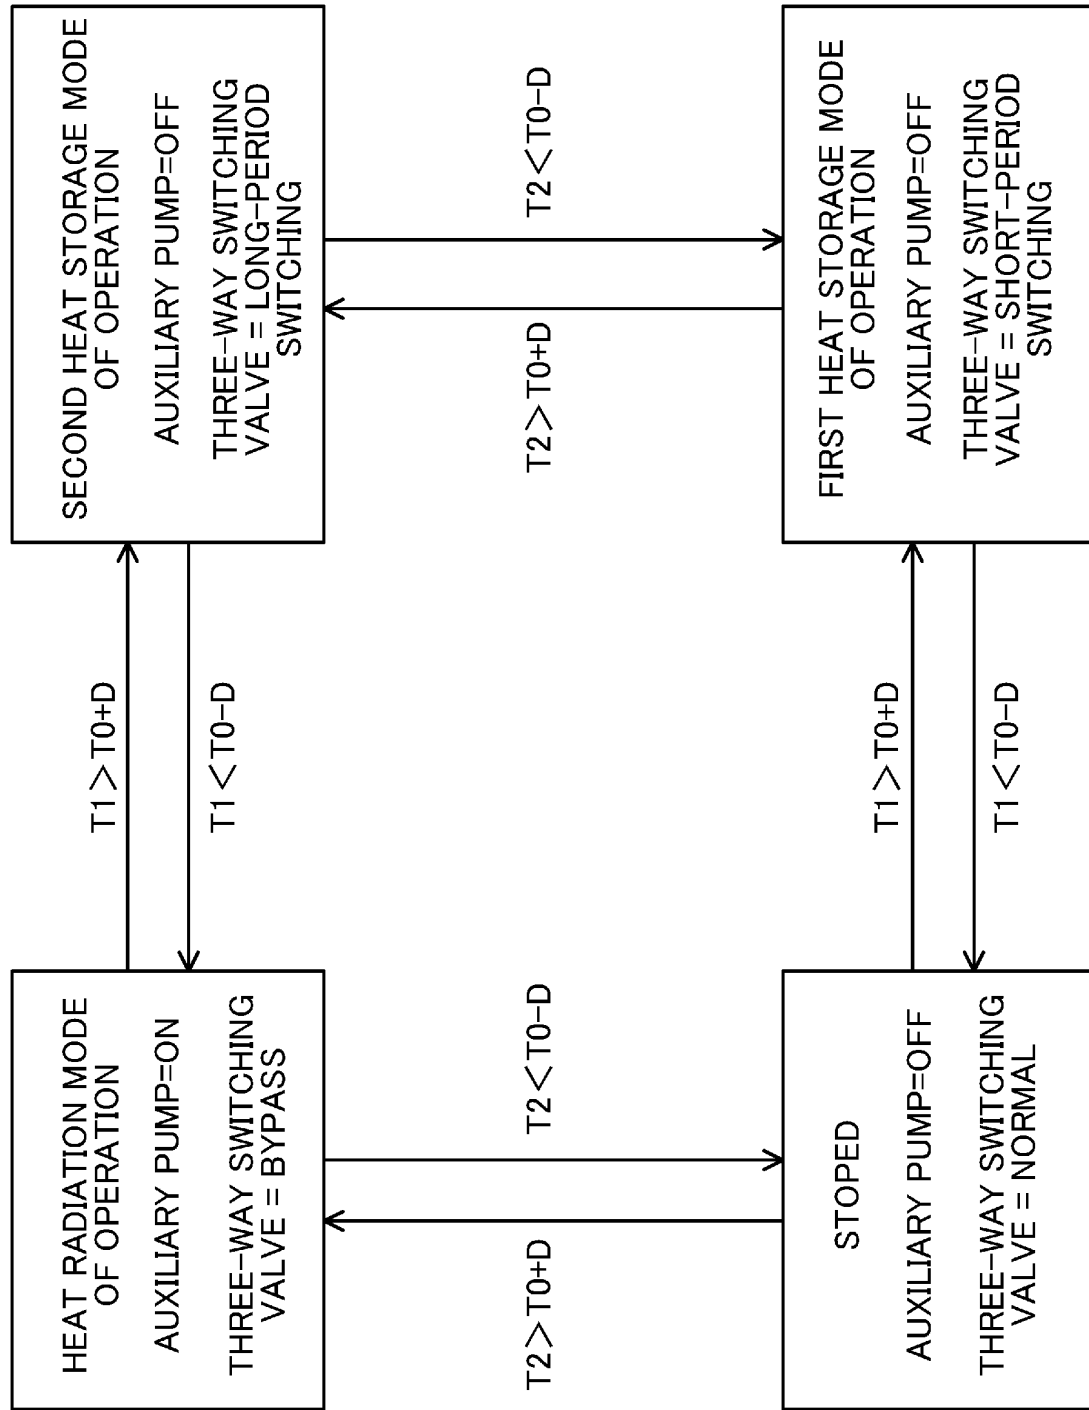 HEAT RADIATION MODE
OF OPERATION
AUXILIARY PUMP=ON
THREE-WAY SWITCHING
VALVE = BYPASS
T1>T0+D
T1<T0-D
SECOND HEAT STORAGE MODE
OF OPERATION
AUXILIARY PUMP=OFF
THREE-WAY SWITCHING
VALVE = LONG-PERIOD
SWITCHING
T2>T0+D
T2<T0-D
T2>T0+D
T2<T0-D
STOPED
AUXILIARY PUMP=OFF
THREE-WAY SWITCHING
VALVE = NORMAL
T1>T0+D
T1<T0-D
FIRST HEAT STORAGE MODE
OF OPERATION
AUXILIARY PUMP=OFF
THREE-WAY SWITCHING
VALVE = SHORT-PERIOD
SWITCHING